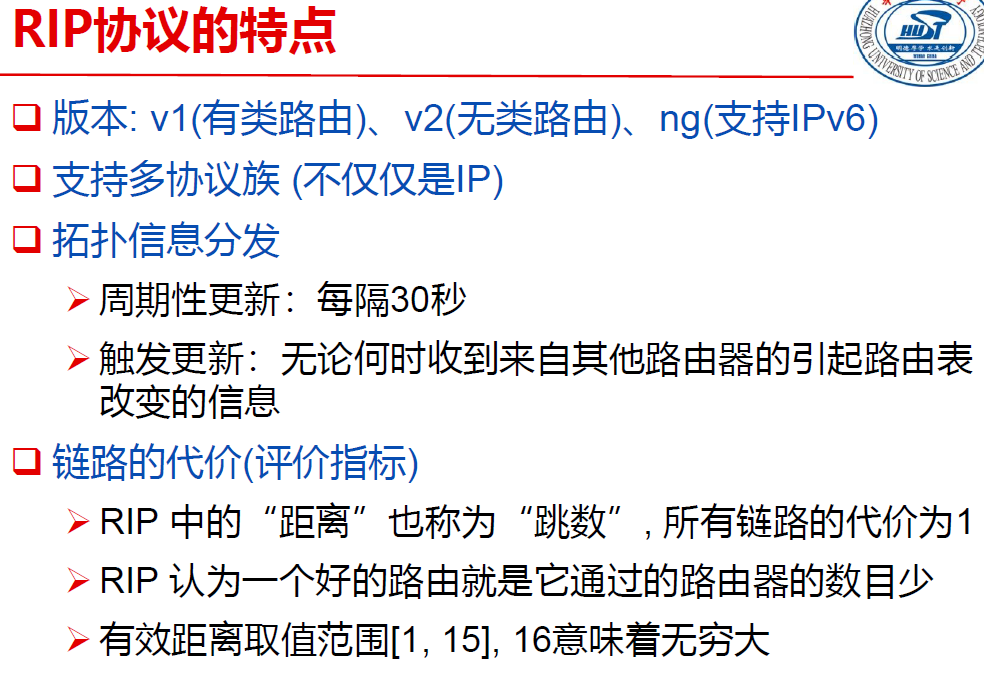 RIP协议的特点
HUST
UNIVERSITY OF SCIENCE AND
版本: v1(有类路由)、v2(无类路由)、ng(支持IPv6)
支持多协议族 (不仅仅是IP)
拓扑信息分发
周期性更新：每隔30秒
触发更新：无论何时收到来自其他路由器的引起路由表
改变的信息
链路的代价(评价指标)
RIP 中的“距离”也称为“跳数”, 所有链路的代价为1
RIP 认为一个好的路由就是它通过的路由器的数目少
有效距离取值范围[1, 15], 16意味着无穷大